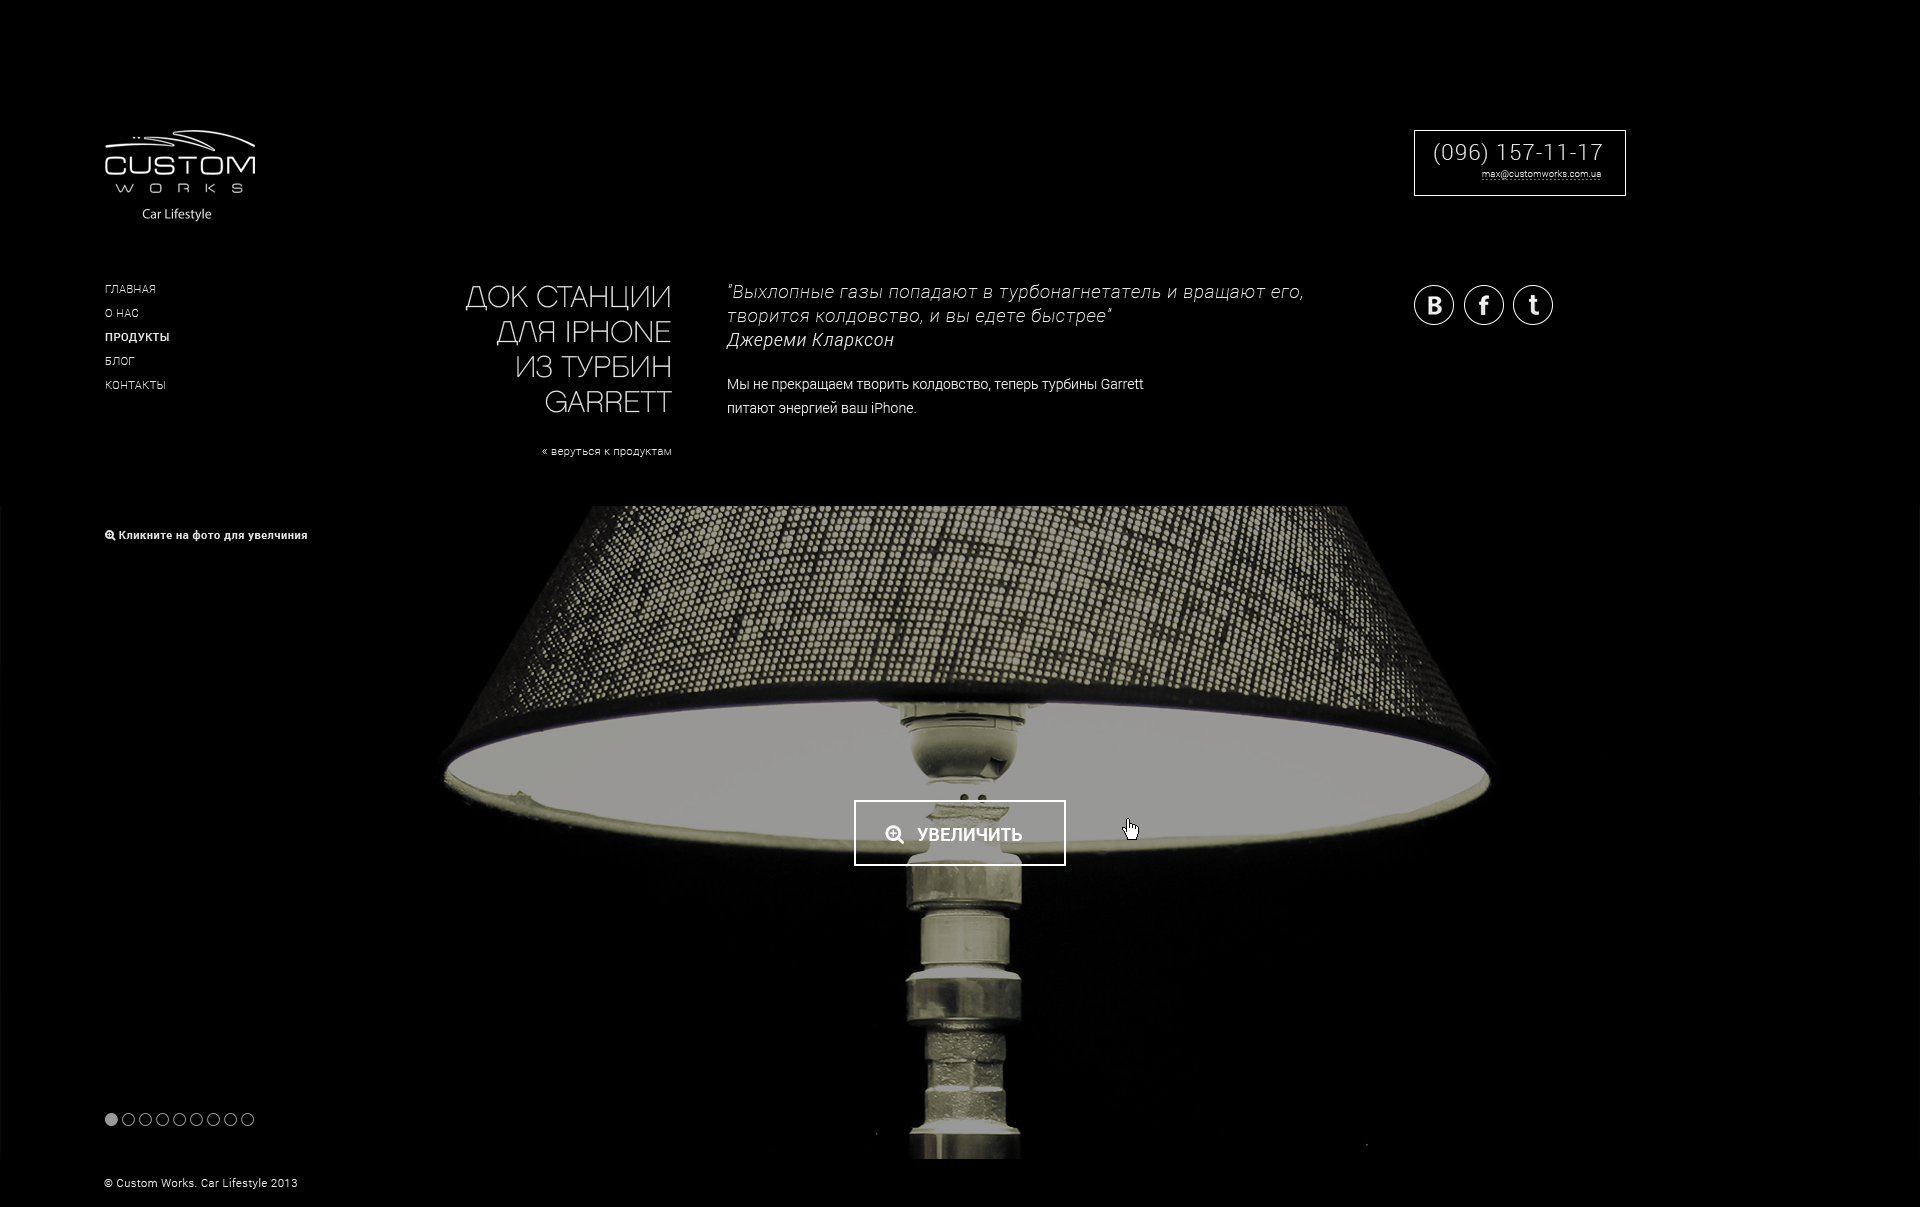 CUSTOM
WORKS
Car Lifestyle
(096) 157-11-17
max@customworks.com.ua
ГЛАВНАЯ
О НАС
ПРОДУКТЫ
БЛОГ
КОНТАКТЫ
ДОК СТАНЦИИ
ДЛЯ IPHONE
ИЗ ТУРБИН
GARRETT
« веруться к продуктам
"Выхлопные газы попадают в турбонагнетатель и вращают его,
творится колдовство, и вы едете быстрее"
Джереми Кларксон
Мы не прекращаем творить колдовство, теперь турбины Garrett
питают энергией ваш iPhone.
B f t
Кликните на фото для увелчиния
УВЕЛИЧИТЬ
© Custom Works. Car Lifestyle 2013